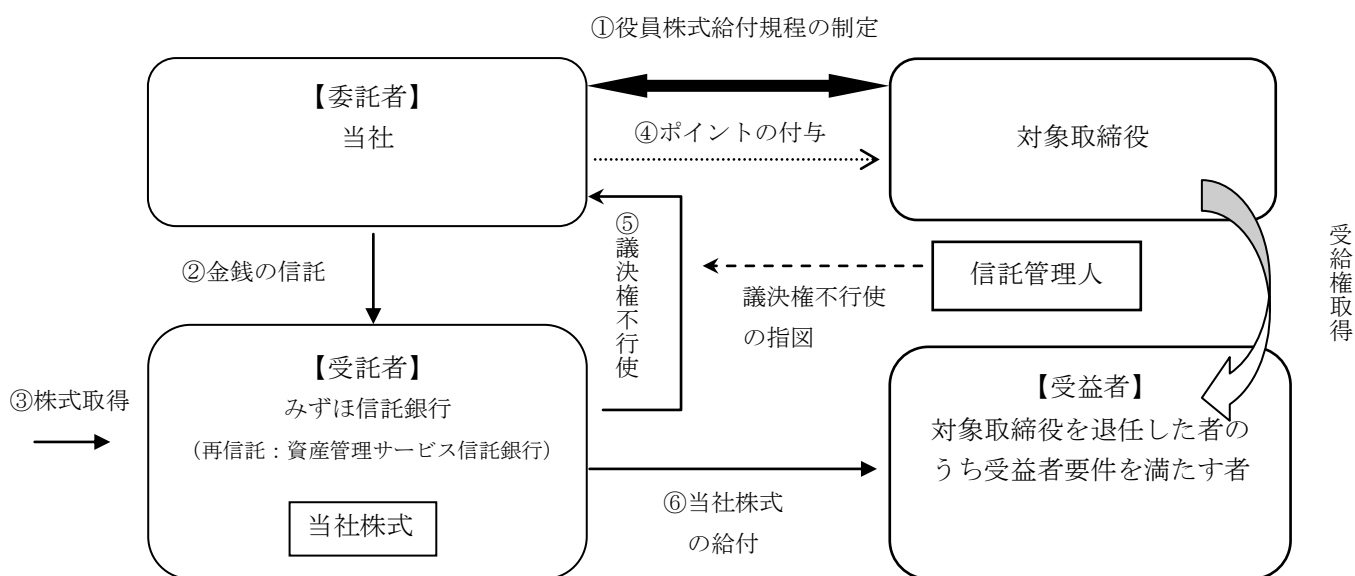 ①役員株式給付規程の制定
【委託者】
当社
④ポイントの付与
対象取締役
②金銭の信託
⑤議決権不行使
議決権不行使
の指図
信託管理人
受給権取得
③株式取得
【受託者】
みずほ信託銀行
(再信託:資産管理サービス信託銀行)
当社株式
⑥当社株式
の給付
【受益者】
対象取締役を退任した者の
うち受益者要件を満たす者